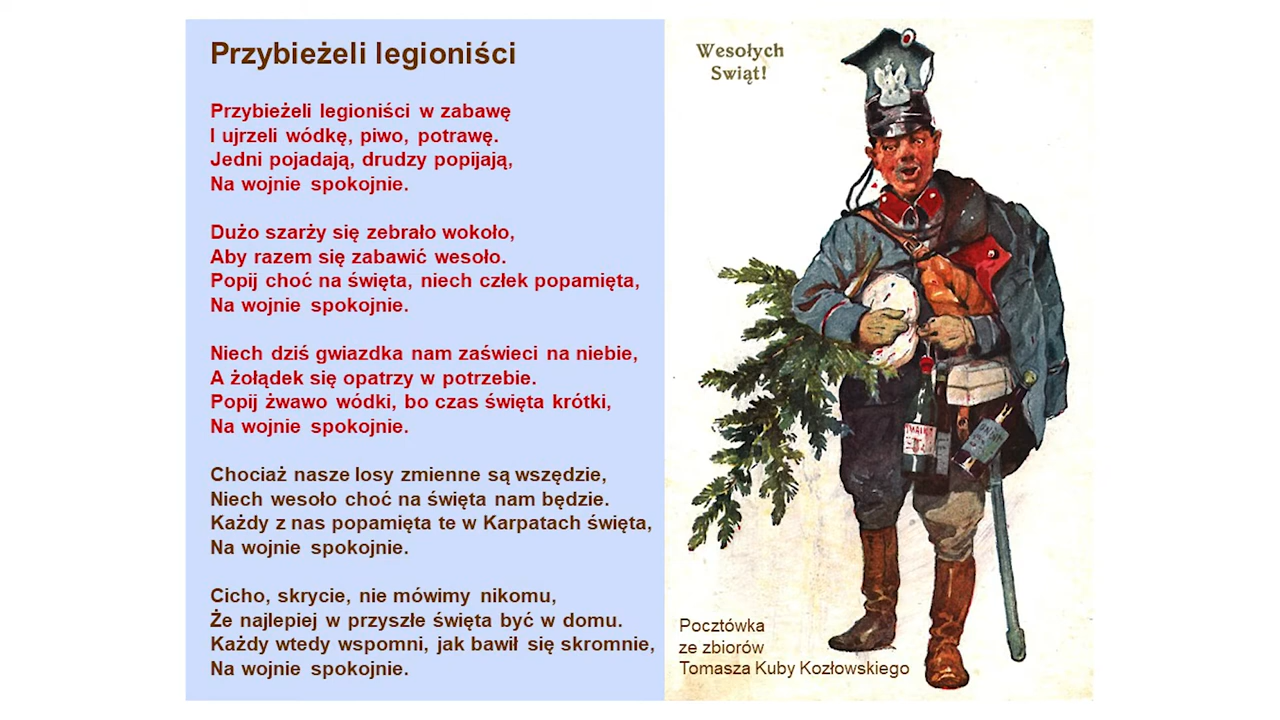 Przybieżeli legioniści
Przybieżeli legioniści w zabawę
I ujrzeli wódkę, piwo, potrawę.
Jedni pojadają, drudzy popijają,
Na wojnie spokojnie.
Dużo szarży się zebrało wokoło,
Aby razem się zabawić wesoło.
Popij choć na święta, niech człek popamięta,
Na wojnie spokojnie.
Niech dziś gwiazdka nam zaświeci na niebie,
A żołądek się opatrzy w potrzebie.
Popij żwawo wódki, bo czas święta krótki,
Na wojnie spokojnie.
Chociaż nasze losy zmienne są wszędzie,
Niech wesoło choć na święta nam będzie.
Każdy z nas popamięta te w Karpatach święta,
Na wojnie spokojnie.
Cicho, skrycie, nie mówimy nikomu,
Że najlepiej w przyszłe święta być w domu.
Każdy wtedy wspomni, jak bawił się skromnie,
Na wojnie spokojnie.
Wesołych
Swiąt!
Pocztówka
ze zbiorów
Tomasza Kuby Kozłowskiego